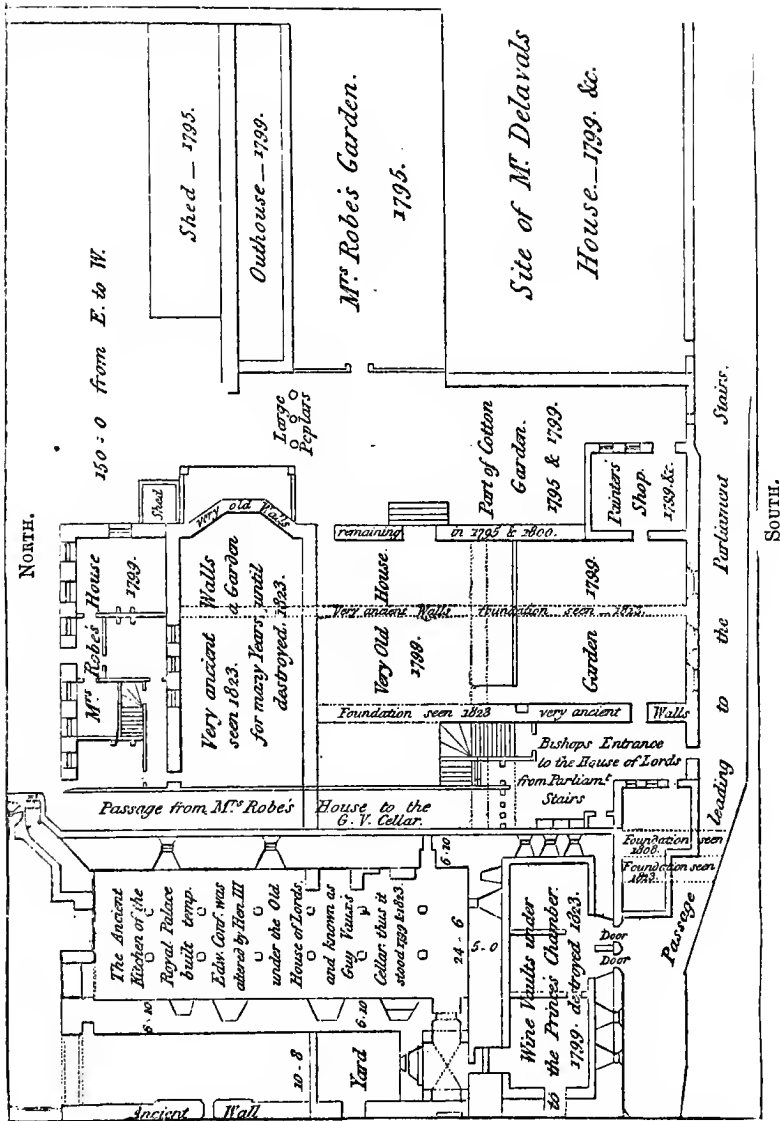 NORTH.
150 = 0 from E. to W.
Shed — 1795.
Outhouse — 1799.
Mrs. Robe's Garden.
1795.
Site of Mr. Delavals
House. — 1799. &c.
Large
Poplars
Part of Cotton
Garden.
1795 & 1799.
Painters'
Shop.
1799. &c.
Shed
very old Walls
Mrs. Robes House
1799.
Very ancient Walls
seen 1823. a Garden
for many Years, until
destroyed. 1823.
remaining in 1795 & 1800.
Very Old House
1799.
Very ancient Walls foundation seen — 1823.
Garden 1799.
Foundation seen 1823 very ancient Walls
Bishops Entrance
to the House of Lords
from Parliamt.
Stairs
Passage from Mrs. Robe's House to the
G. V. Cellar.
The Ancient
Kitchen of the
Royal Palace
built temp.
Edw. Conf. was
altered by Hen. III
under the Old
House of Lords,
and known as
Guy Vaux's
Cellar. thus it
stood 1799 & 1823.
6-10
6-10
6-10
24-6
5-0
10-8
Yard
Ancient Wall
Wine Vaults under
the Princes Chamber.
to 1799. destroyed 1823.
Door
Door
Foundation seen
1808.
Foundation seen
1823.
Passage leading to the Parliament Stairs.
SOUTH.